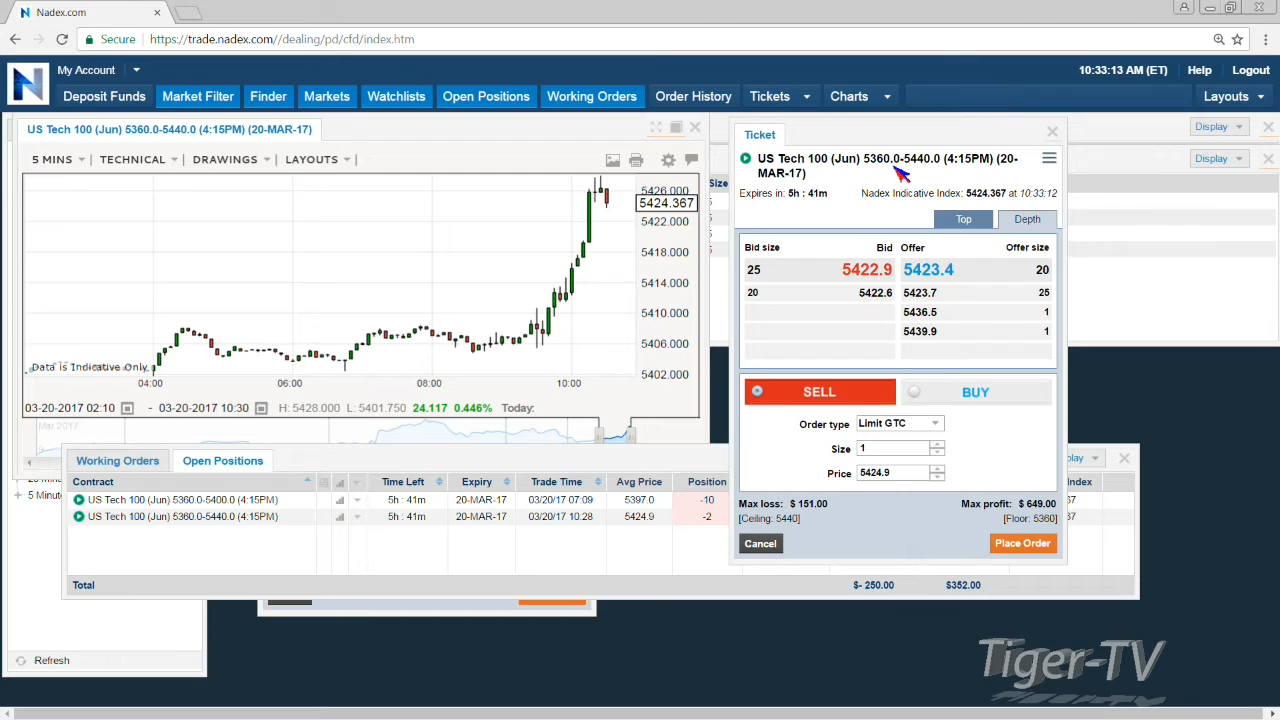 Nadex.com
Secure
https://trade.nadex.com//dealing/pd/cfd/index.htm
My Account
10:33:13 AM (ET)
Help
Logout
N
Deposit Funds
Market Filter
Finder
Markets
Watchlists
Open Positions
Working Orders
Order History
Tickets
Charts
Layouts
US Tech 100 (Jun) 5360.0-5440.0 (4:15PM) (20-MAR-17)
Display
Display
5 MINS
TECHNICAL
DRAWINGS
LAYOUTS
5426.000
5424.367
5422.000
5418.000
5414.000
5410.000
5406.000
5402.000
Data is Indicative Only
04:00
06:00
08:00
10:00
03-20-2017 02:10
- 03-20-2017 10:30
H: 5428.000
L: 5401.750
24.117
0.446%
Today:
Mar 2017
Size
Ticket
US Tech 100 (Jun) 5360.0-5440.0 (4:15PM) (20-
MAR-17)
Expires in: 5h : 41m
Nadex Indicative Index: 5424.367 at 10:33:12
Top
Depth
Bid size
Bid
Offer
Offer size
25
5422.9
5423.4
20
20
5422.6
5423.7
25
5436.5
1
5439.9
1
SELL
BUY
Order type
Limit GTC
Size
1
Price
5424.9
Max loss: $ 151.00
Max profit: $ 649.00
[Ceiling: 5440]
[Floor: 5360]
Cancel
Place Order
Working Orders
Open Positions
Contract
Time Left
Expiry
Trade Time
Avg Price
Position
US Tech 100 (Jun) 5360.0-5400.0 (4:15PM)
5h : 41m
20-MAR-17
03/20/17 07:09
5397.0
-10
US Tech 100 (Jun) 5360.0-5440.0 (4:15PM)
5h : 41m
20-MAR-17
03/20/17 10:28
5424.9
-2
Total
$- 250.00
$352.00
5 Minute
Refresh
Tiger-TV